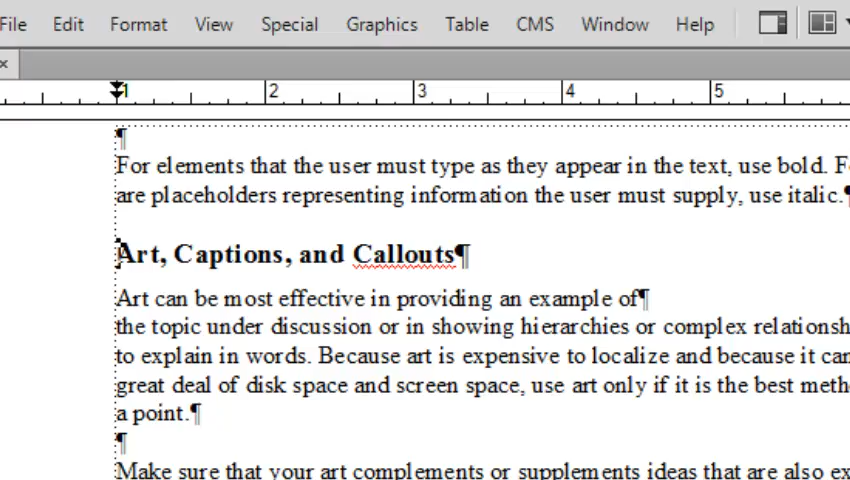 File Edit Format View Special Graphics Table CMS Window Help
1 2 3 4 5
¶
For elements that the user must type as they appear in the text, use bold.
are placeholders representing information the user must supply, use italic.¶
Art, Captions, and Callouts¶
Art can be most effective in providing an example of¶
the topic under discussion or in showing hierarchies or complex
to explain in words. Because art is expensive to localize and because it can
great deal of disk space and screen space, use art only if it is the best
a point.¶
¶
Make sure that your art complements or supplements ideas that are also